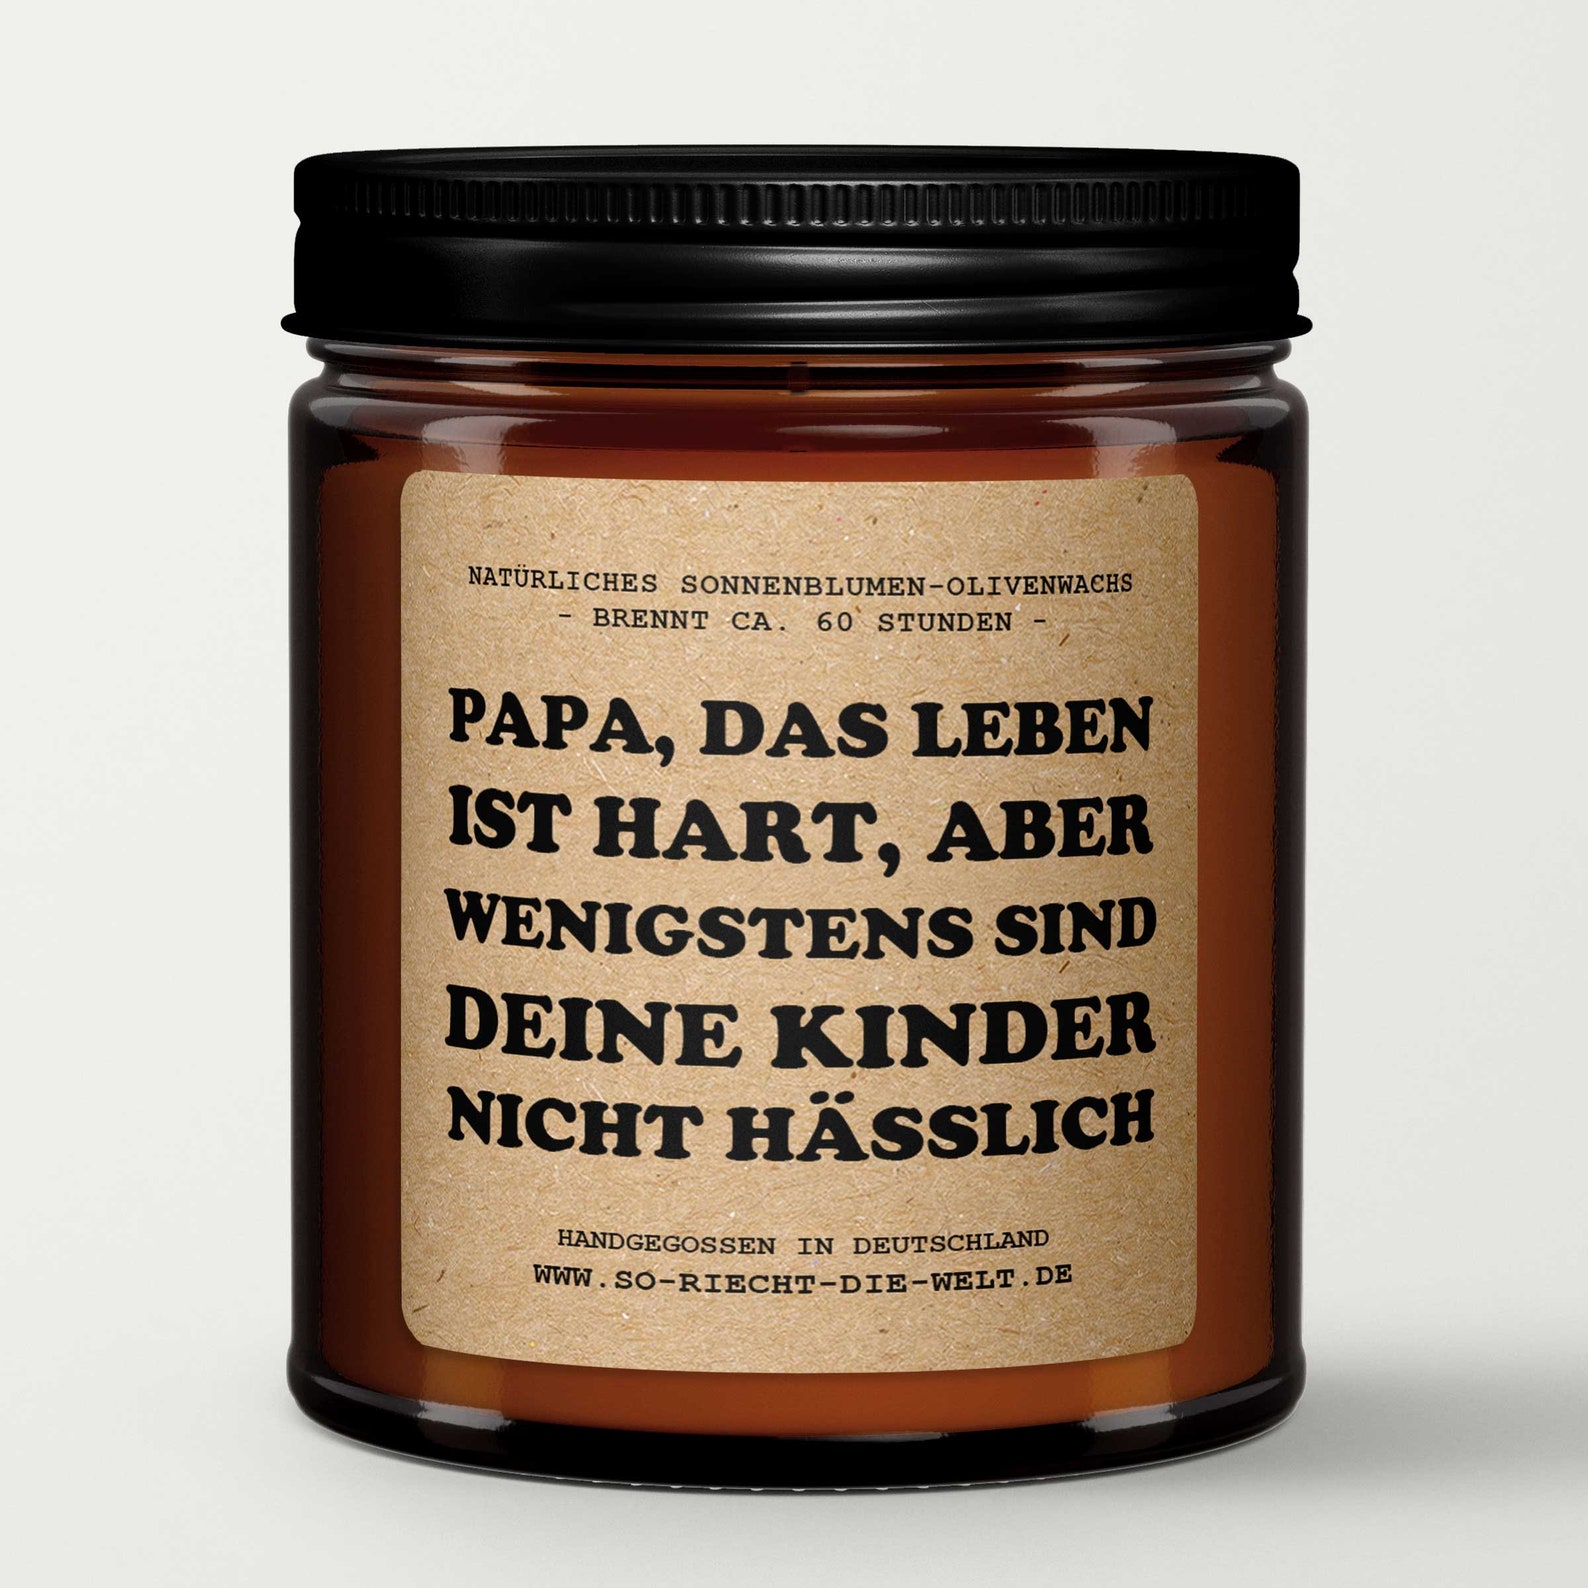 NATÜRLICHES SONNENBLUMEN-OLIVENWACHS
- BRENNT CA. 60 STUNDEN -
PAPA, DAS LEBEN
IST HART, ABER
WENIGSTENS SIND
DEINE KINDER
NICHT HÄSSLICH
HANDGEGOSSEN IN DEUTSCHLAND
WWW.SO-RIECHT-DIE-WELT.DE